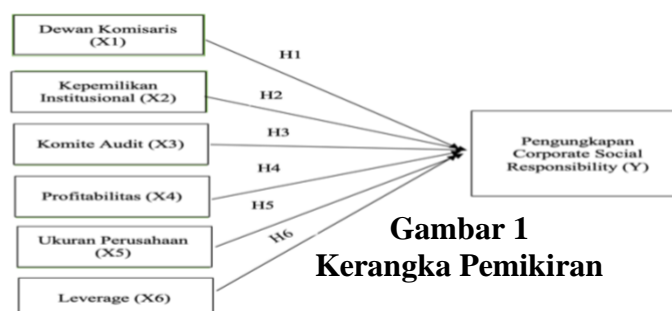 Dewan Komisaris
(X1)
H1
Kepemilikan
Institusional (X2)
H2
Komite Audit (X3)
H3
Pengungkapan
Corporate Social
Responsibility (Y)
Profitabilitas (X4)
H4
Ukuran Perusahaan
(X5)
H5
Leverage (X6)
H6
Gambar 1
Kerangka Pemikiran